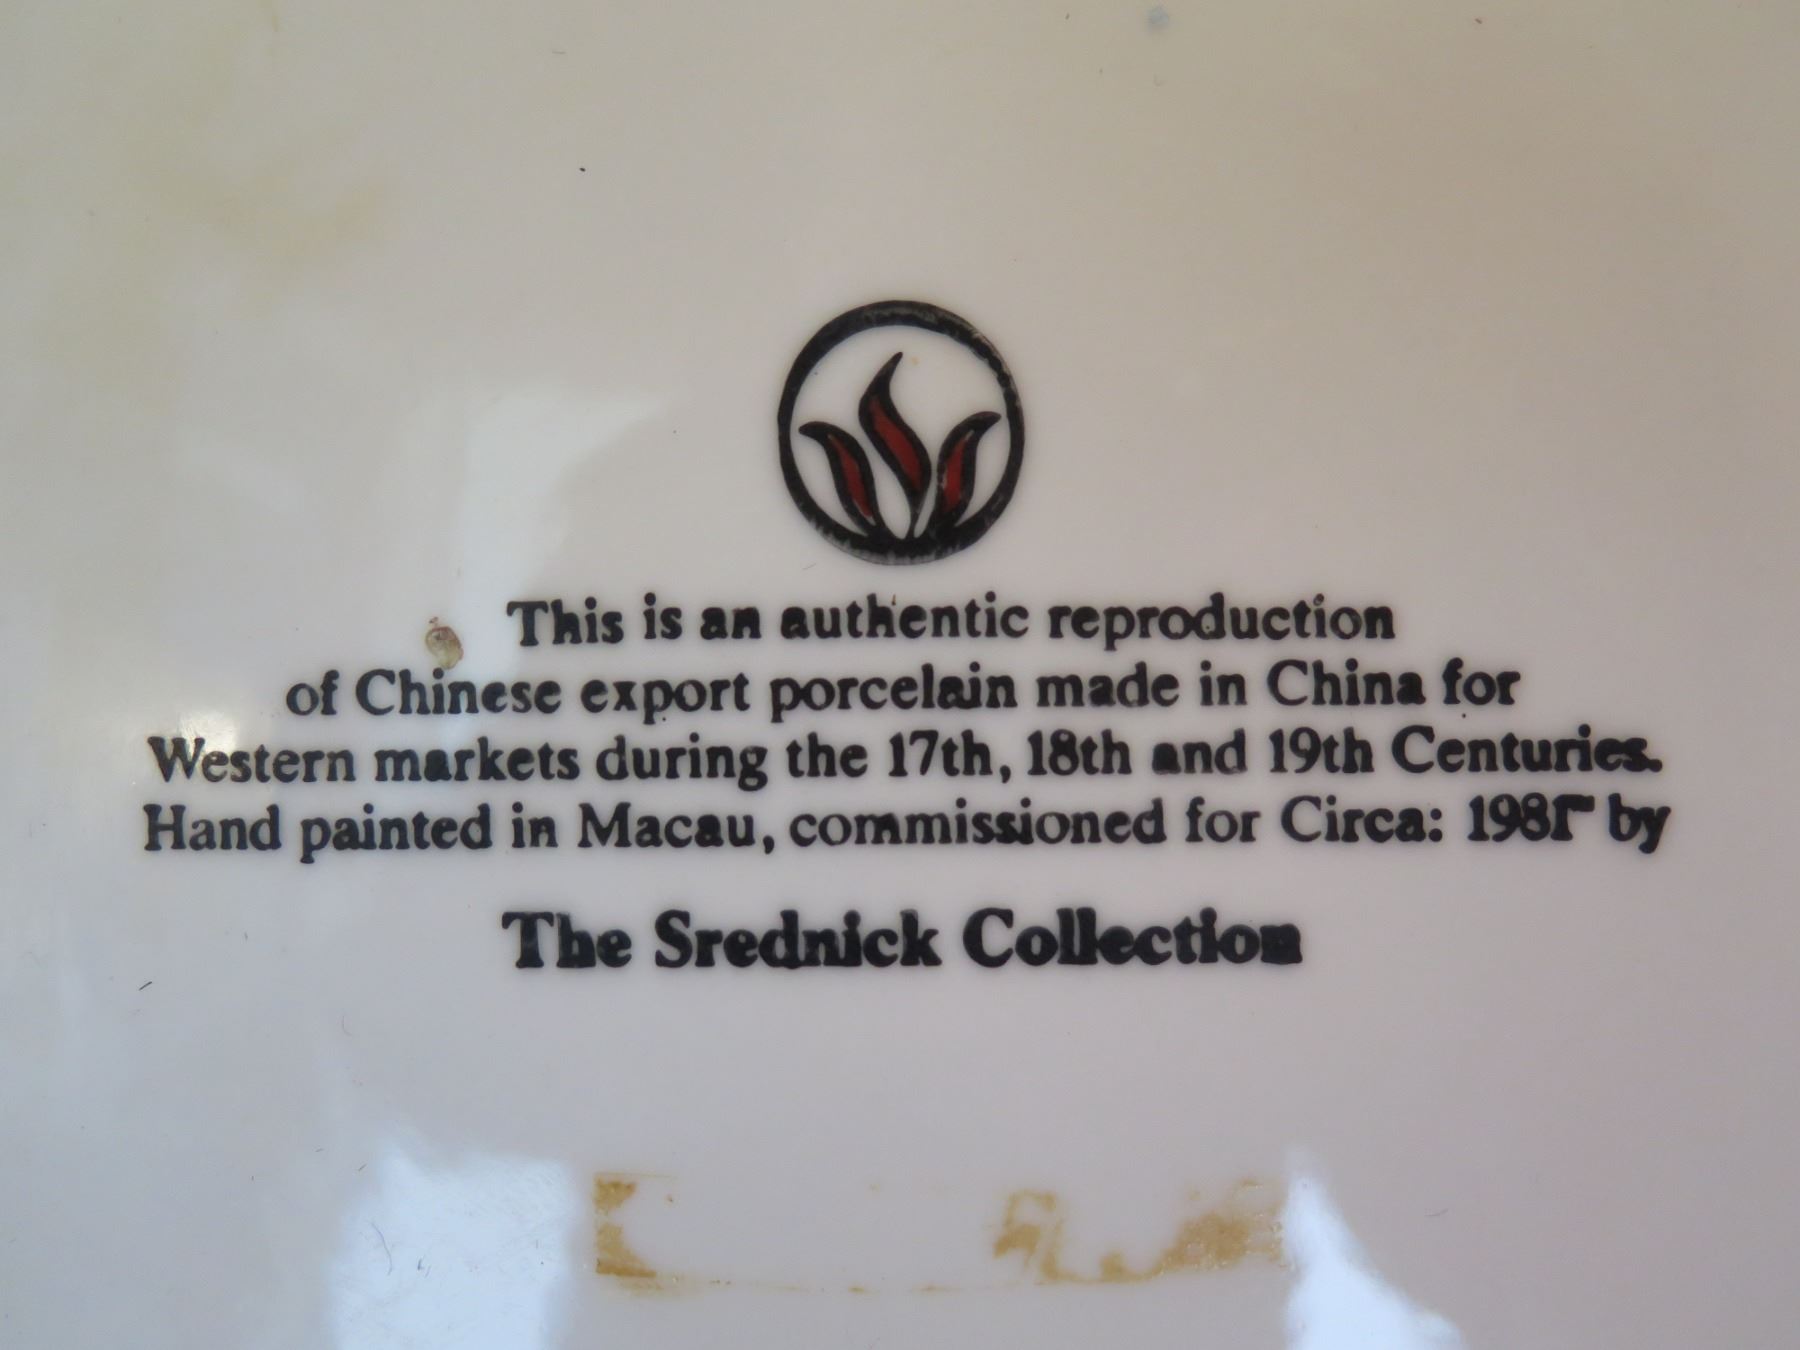 This is an authentic reproduction
of Chinese export porcelain made in China for
Western markets during the 17th, 18th and 19th Centuries.
Hand painted in Macau, commissioned for Circa: 1981 by
The Srednick Collection